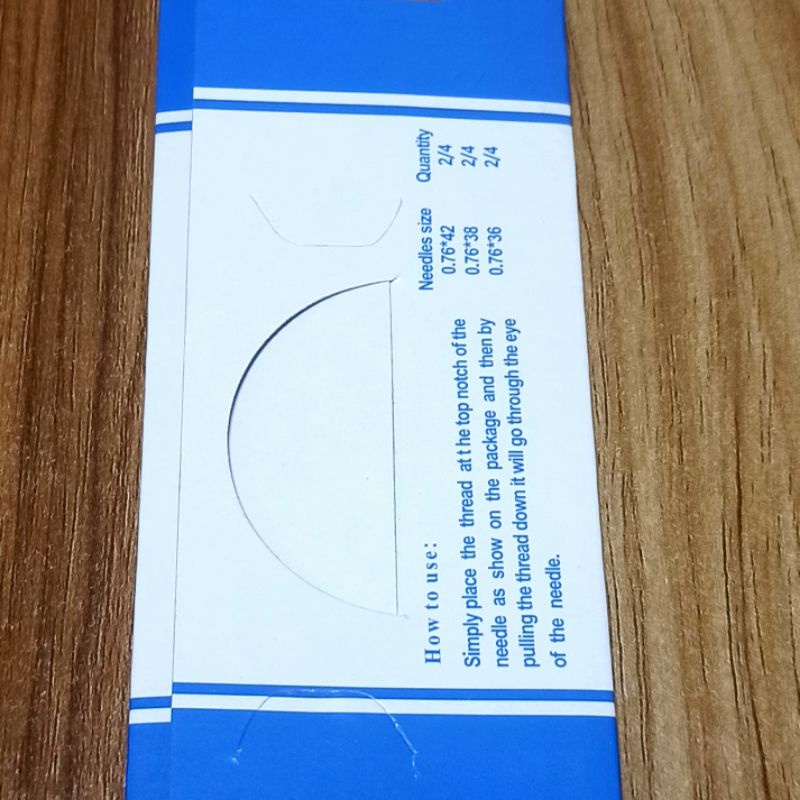 How to use:
Simply place the thread at t he top notch of the
needle as show on the package and then by
pulling the thread down it will go through the eye
of the needle.
Needles size Quantity
0.76*42 2/4
0.76*38 2/4
0.76*36 2/4